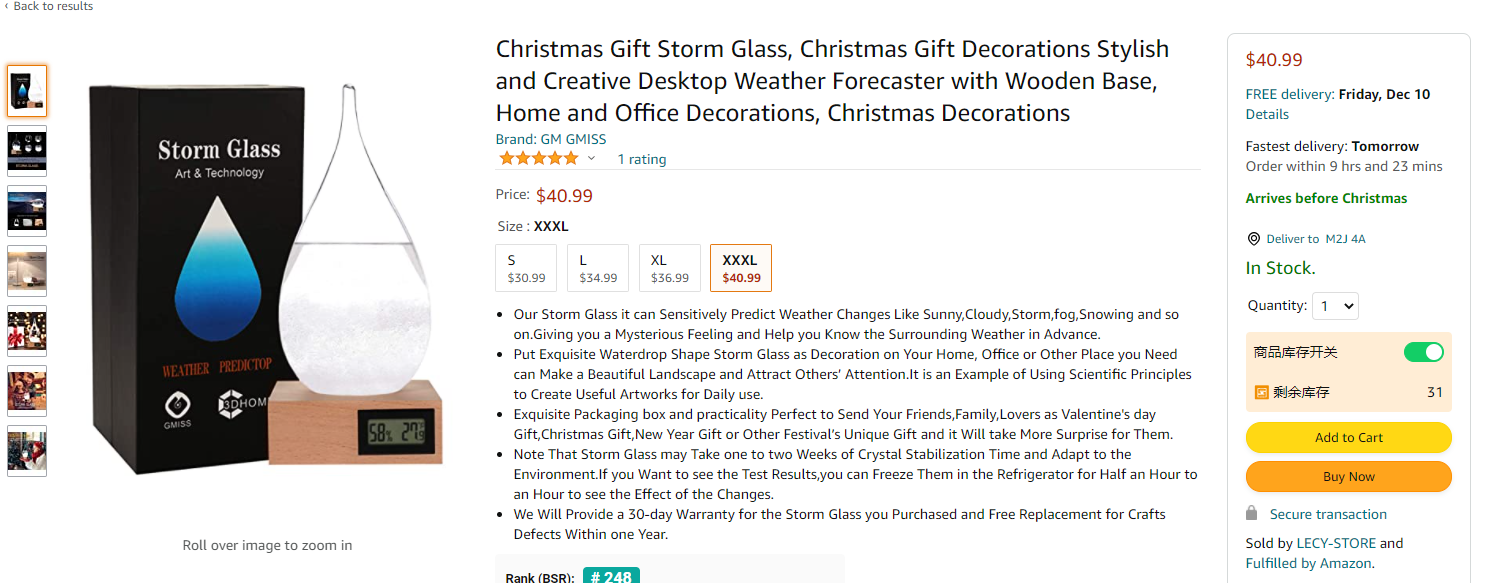 ‹ Back to results
Christmas Gift Storm Glass, Christmas Gift Decorations Stylish
and Creative Desktop Weather Forecaster with Wooden Base,
Home and Office Decorations, Christmas Decorations
Brand: GM GMISS
1 rating
Price: $40.99
Size : XXXL
S
$30.99
L
$34.99
XL
$36.99
XXXL
$40.99
• Our Storm Glass it can Sensitively Predict Weather Changes Like Sunny,Cloudy,Storm,fog,Snowing and so
on.Giving you a Mysterious Feeling and Help you Know the Surrounding Weather in Advance.
• Put Exquisite Waterdrop Shape Storm Glass as Decoration on Your Home, Office or Other Place you Need
can Make a Beautiful Landscape and Attract Others' Attention.It is an Example of Using Scientific Principles
to Create Useful Artworks for Daily use.
• Exquisite Packaging box and practicality Perfect to Send Your Friends,Family,Lovers as Valentine's day
Gift,Christmas Gift,New Year Gift or Other Festival's Unique Gift and it Will take More Surprise for Them.
• Note That Storm Glass may Take one to two Weeks of Crystal Stabilization Time and Adapt to the
Environment.If you Want to see the Test Results,you can Freeze Them in the Refrigerator for Half an Hour to
an Hour to see the Effect of the Changes.
• We Will Provide a 30-day Warranty for the Storm Glass you Purchased and Free Replacement for Crafts
Defects Within one Year.
Rank (BSR): # 248
Storm Glass
Art & Technology
WEATHER PREDICTOP
GMISS
3DHOM
58%
Roll over image to zoom in
$40.99
FREE delivery: Friday, Dec 10
Details
Fastest delivery: Tomorrow
Order within 9 hrs and 23 mins
Arrives before Christmas
Deliver to M2J 4A
In Stock.
Quantity: 1
商品库存开关
剩余库存 31
Add to Cart
Buy Now
Secure transaction
Sold by LECY-STORE and
Fulfilled by Amazon.